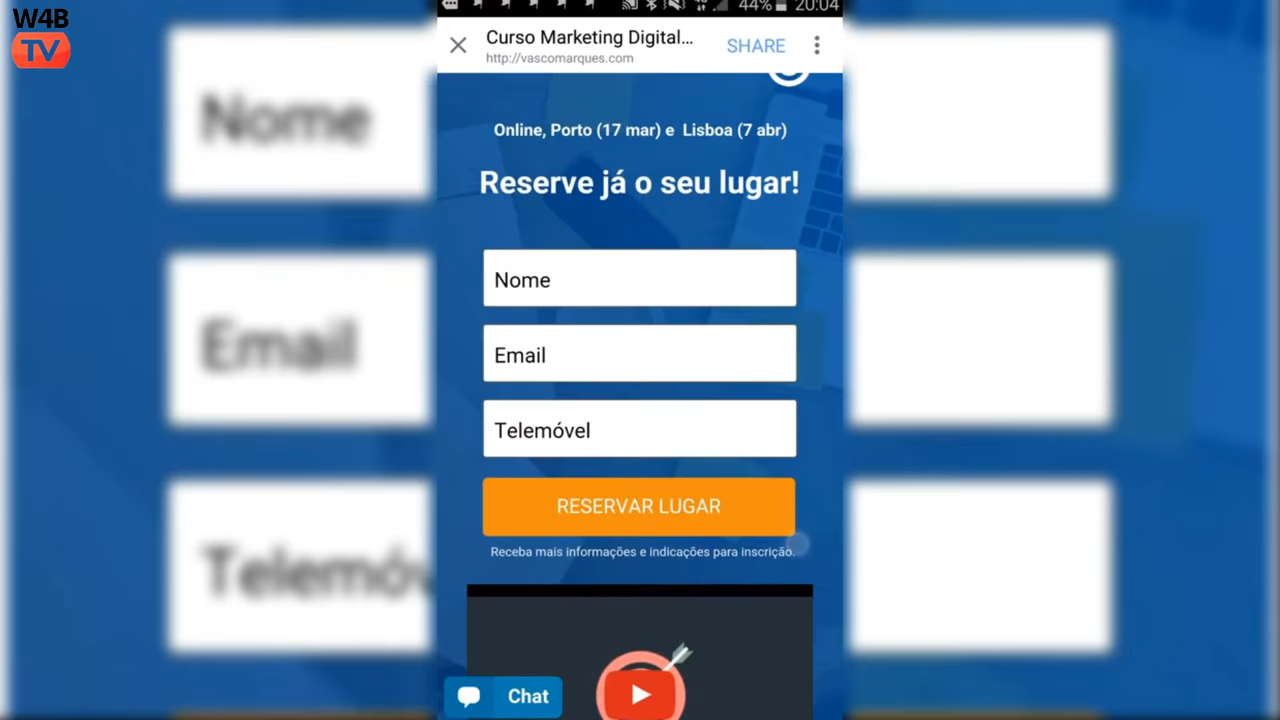 W4B
TV
44% 20:04
Curso Marketing Digital...
SHARE
http://vascomarques.com
Online, Porto (17 mar) e Lisboa (7 abr)
Reserve já o seu lugar!
Nome
Email
Telemóvel
RESERVAR LUGAR
Receba mais informações e indicações para inscrição.
Chat
Nome
Email
Telemóv